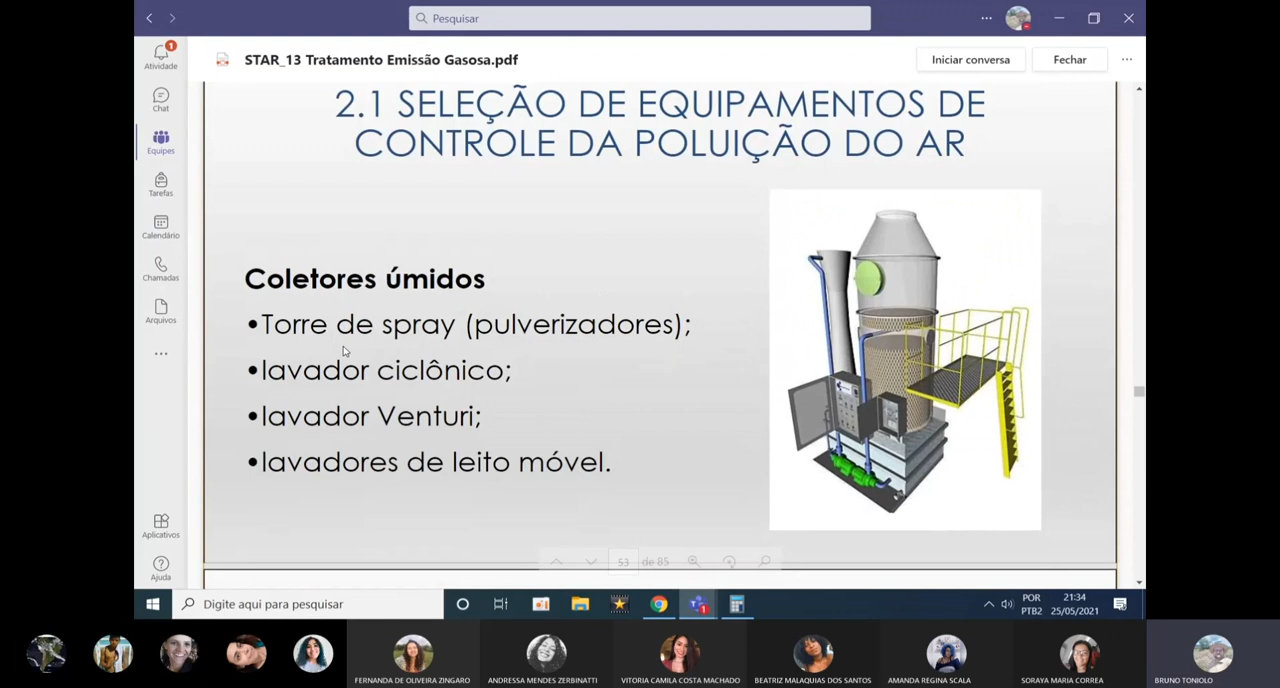 Pesquisar
Atividade
1
Chat
Equipes
Tarefas
Calendário
Chamadas
Arquivos
Aplicativos
Ajuda
STAR_13 Tratamento Emissão Gasosa.pdf
Iniciar conversa
Fechar
2.1 SELEÇÃO DE EQUIPAMENTOS DE
CONTROLE DA POLUIÇÃO DO AR
Coletores úmidos
•Torre de spray (pulverizadores);
•lavador ciclônico;
•lavador Venturi;
•lavadores de leito móvel.
53 de 85
Digite aqui para pesquisar
1
POR
PTB2
21:34
25/05/2021
FERNANDA DE OLIVEIRA ZINGARO
ANDRESSA MENDES ZERBINATTI
VITORIA CAMILA COSTA MACHADO
BEATRIZ MALAQUIAS DOS SANTOS
AMANDA REGINA SCALA
SORAYA MARIA CORREA
BRUNO TONIOLO